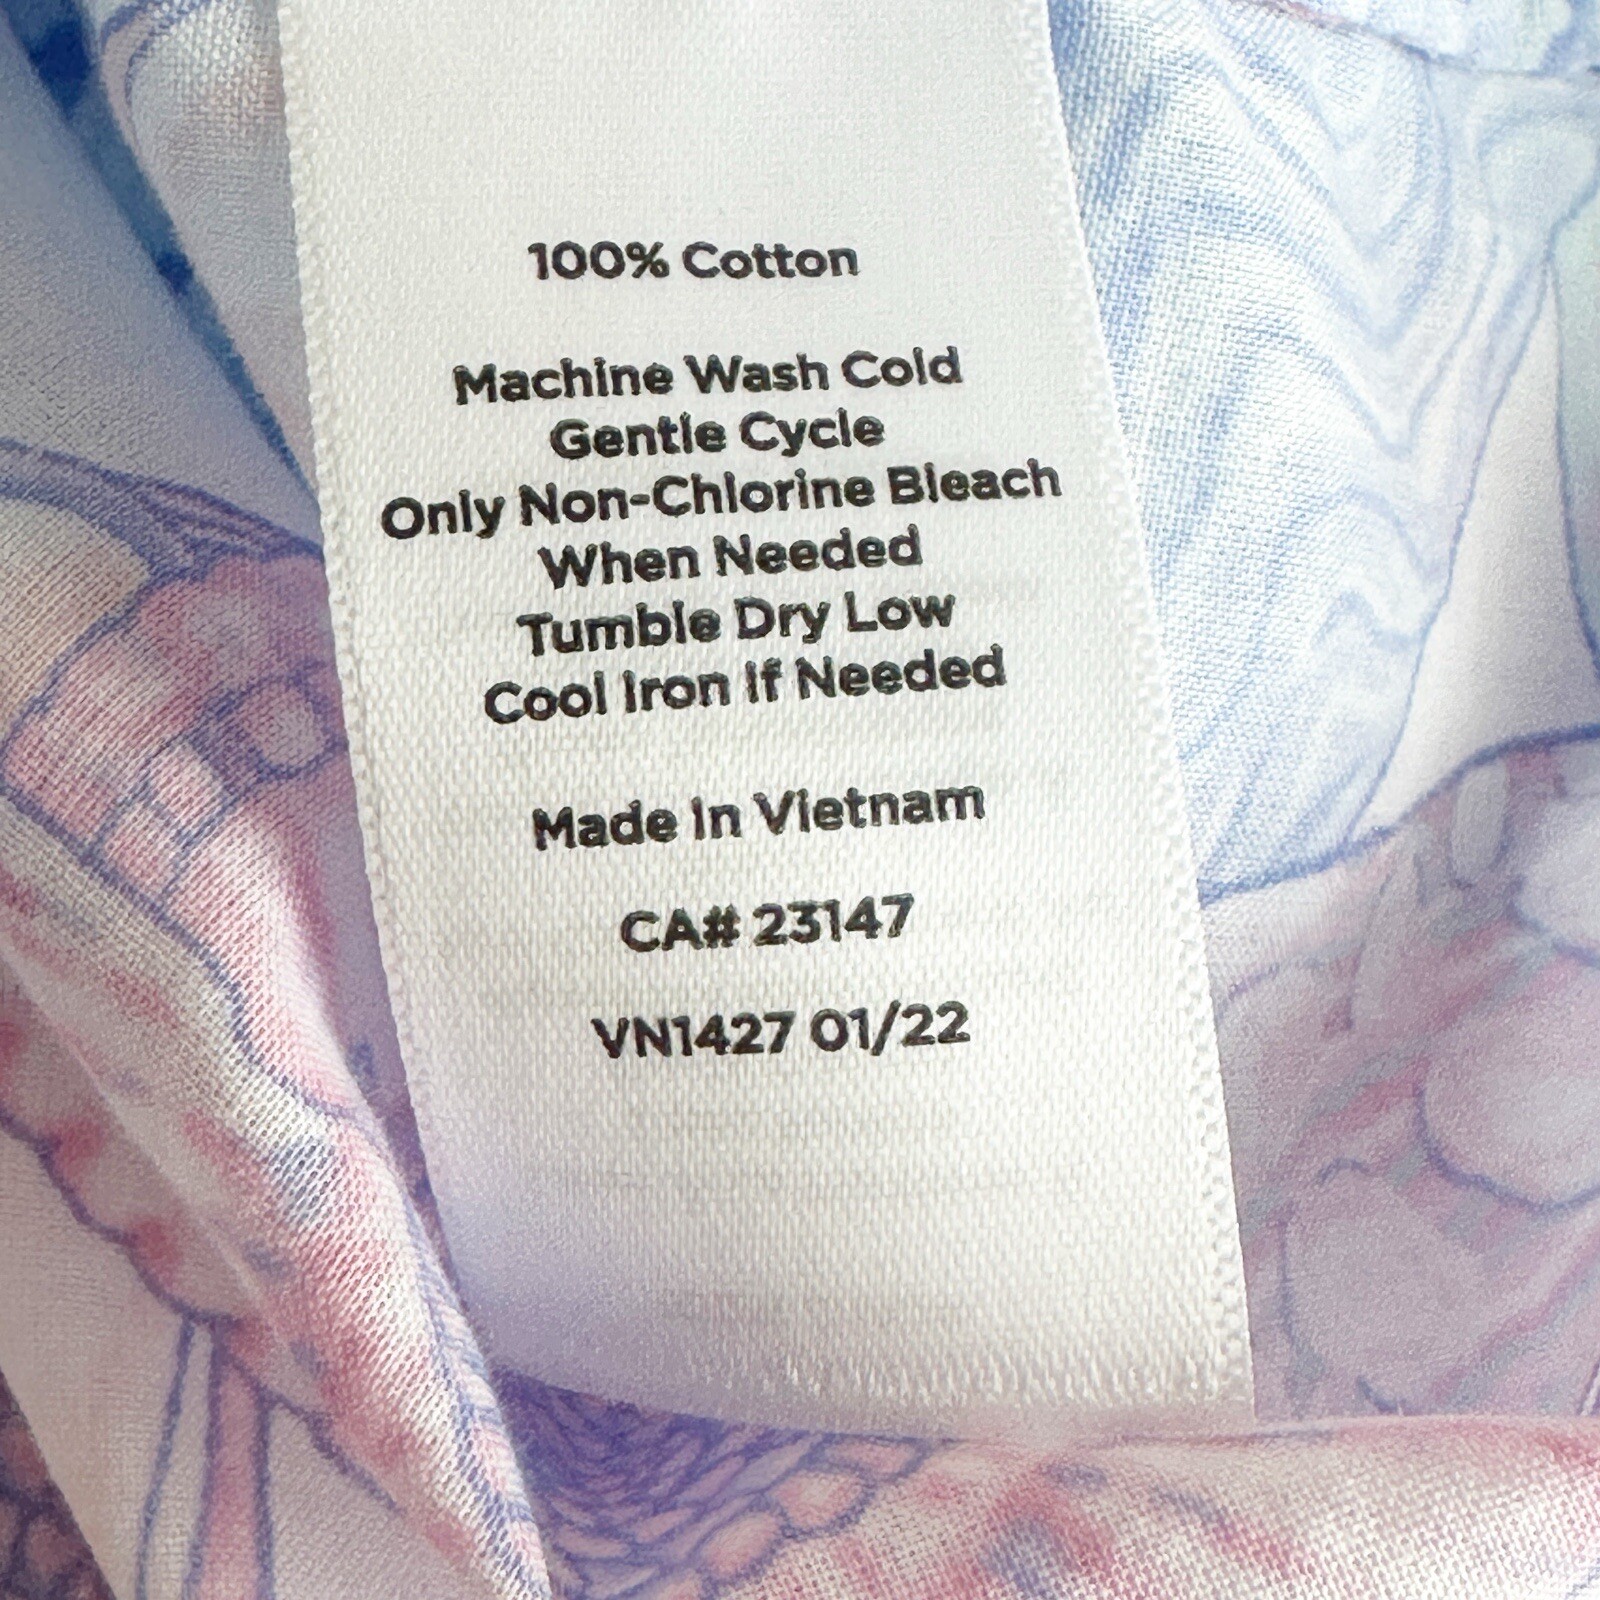 100% Cotton
Machine Wash Cold
Gentle Cycle
Only Non-Chlorine Bleach
When Needed
Tumble Dry Low
Cool Iron If Needed
Made In Vietnam
CA# 23147
VN1427 01/22